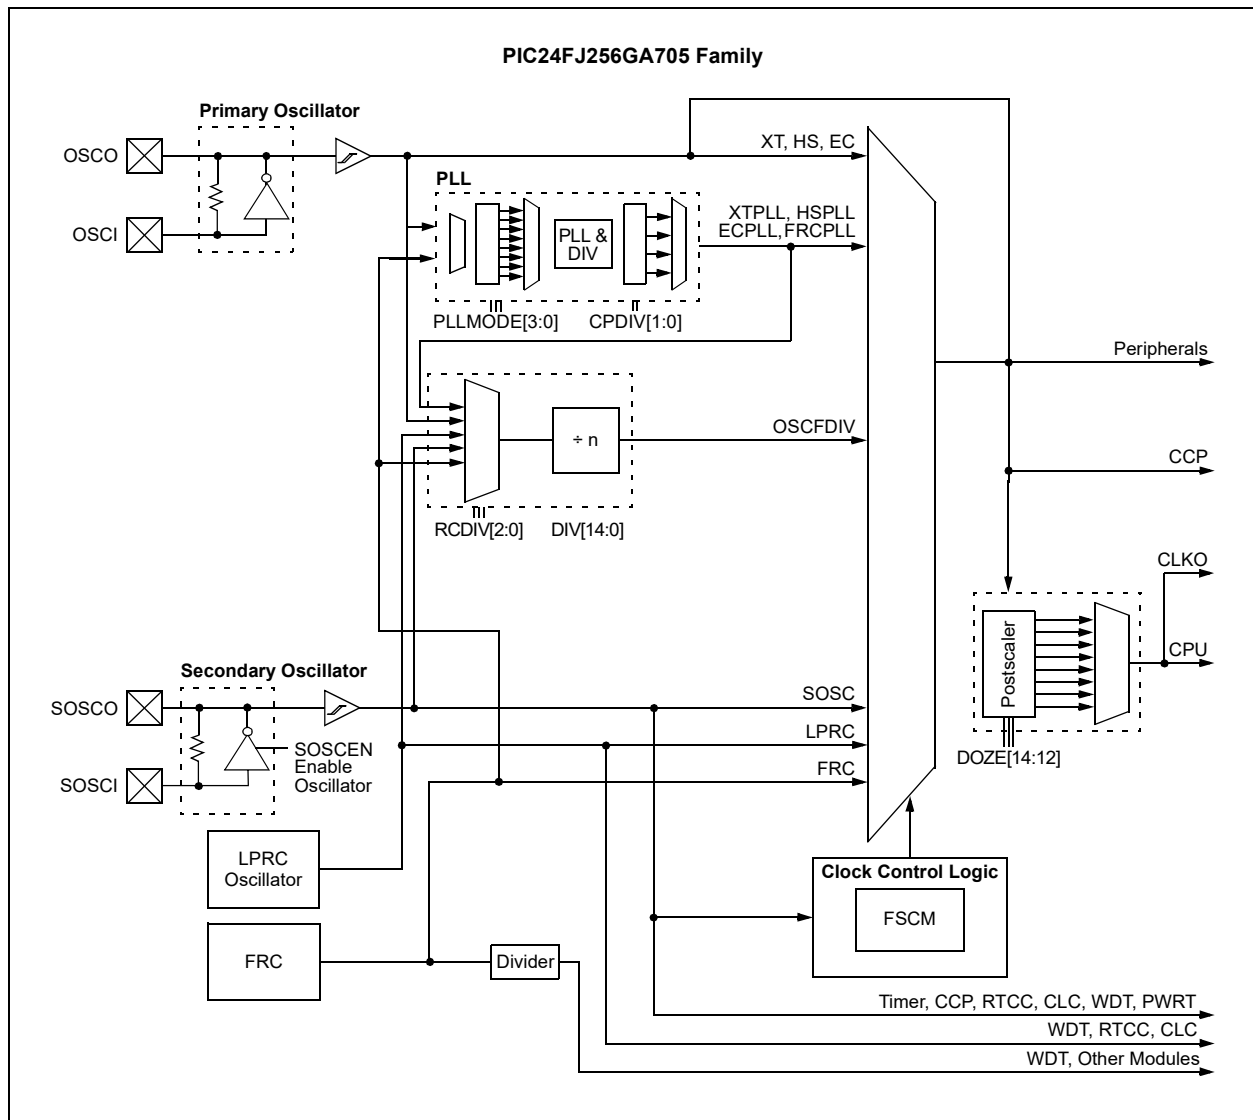 PIC24FJ256GA705 Family
Primary Oscillator
OSCO
XT, HS, EC
PLL
XTPLL, HSPLL
ECPLL,FRCPLL
OSCI
PLL &
DIV
PLLMODE[3:0]
CPDIV[1:0]
Peripherals
OSCFDIV
÷ n
CCP
RCDIV[2:0]
DIV[14:0]
CLKO
Postscaler
CPU
Secondary Oscillator
SOSCO
SOSC
SOSCEN
Enable
Oscillator
LPRC
DOZE[14:12]
SOSCI
FRC
LPRC
Oscillator
Clock Control Logic
FSCM
FRC
Divider
Timer, CCP, RTCC, CLC, WDT, PWRT
WDT, RTCC, CLC
WDT, Other Modules